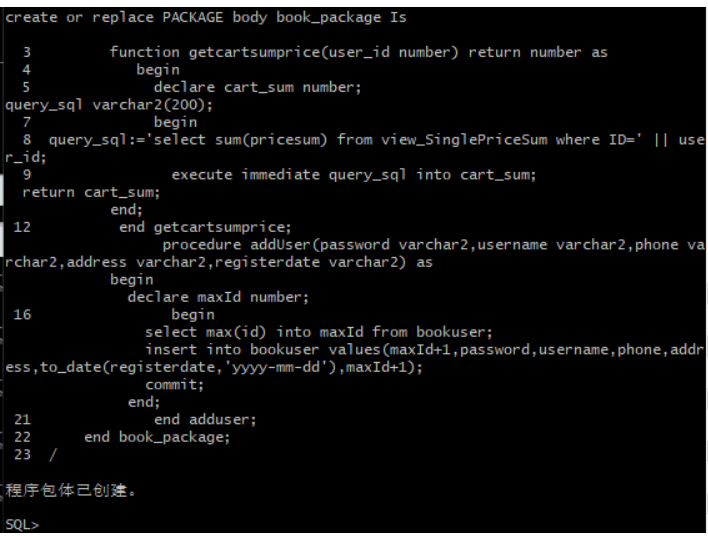 create or replace PACKAGE body book_package Is
3 function getcartsumprice(user_id number) return number as
4 begin
5 declare cart_sum number;
query_sql varchar2(200);
7 begin
8 query_sql:='select sum(pricesum) from view_SinglePriceSum where ID=' || use
r_id;
9 execute immediate query_sql into cart_sum;
return cart_sum;
end;
12 end getcartsumprice;
procedure addUser(password varchar2,username varchar2,phone va
rchar2,address varchar2,registerdate varchar2) as
begin
declare maxId number;
16 begin
select max(id) into maxId from bookuser;
insert into bookuser values(maxId+1,password,username,phone,addr
ess,to_date(registerdate,'yyyy-mm-dd'),maxId+1);
commit;
end;
21 end adduser;
22 end book_package;
23 /
程序包体已创建。
SQL>